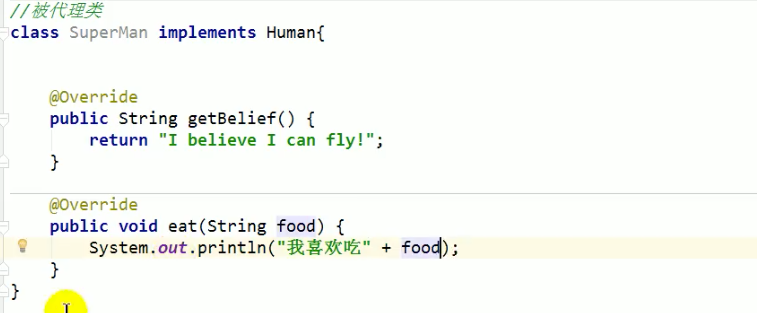 //被代理类
class SuperMan implements Human{
@Override
public String getBelief() {
return "I believe I can fly!";
}
@Override
public void eat(String food) {
System.out.println("我喜欢吃" + food);
}
}